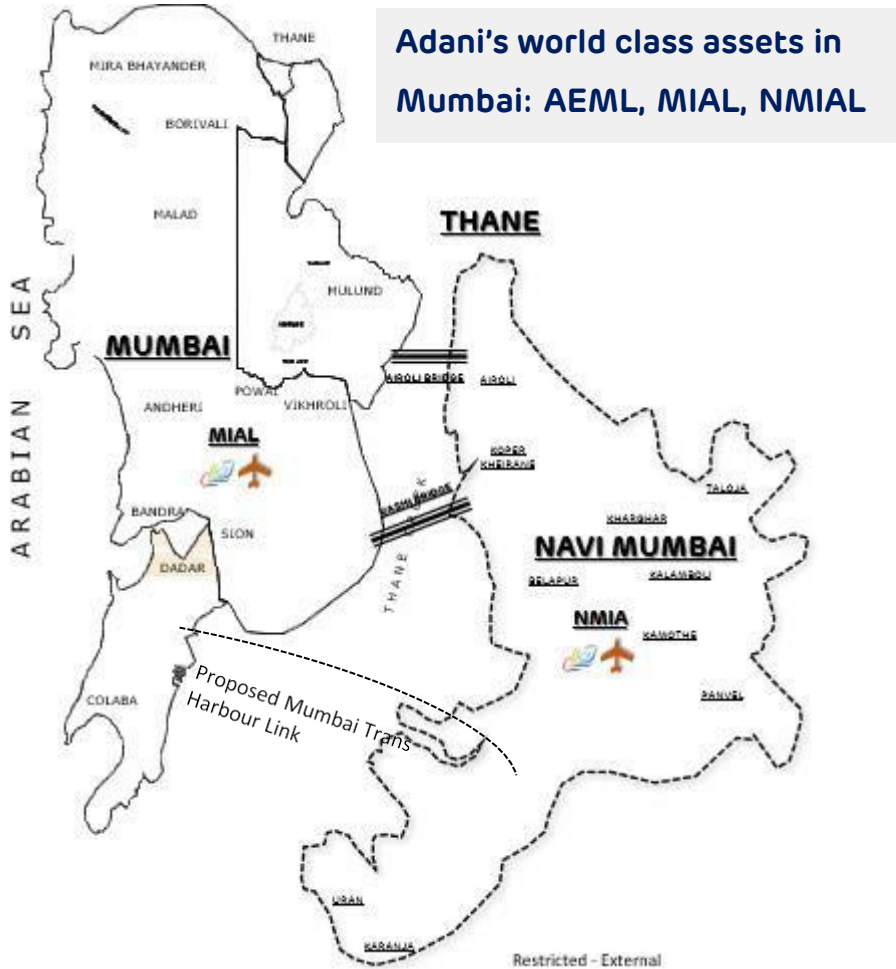 Adani's world class assets in
Mumbai: AEML, MIAL, NMIAL
THANE
MIRA BHAYANDER
BORIVALI
MALAD
THANE
MULUND
ARABIAN SEA
MUMBAI
AIROLI BRIDGE
AIROLI
POWAI
VIKHROLI
ANDHERI
MIAL
KOPER
KHEIRANE
TALOJA
VASHI BRIDGE
BANDRA
SION
KHARGHAR
NAVI MUMBAI
DADAR
THANE
BELAPUR
KALAMBOLI
NMIA
KAMOTHE
COLABA
PANVEL
Proposed Mumbai Trans
Harbour Link
URAN
KARANJA
Restricted - External